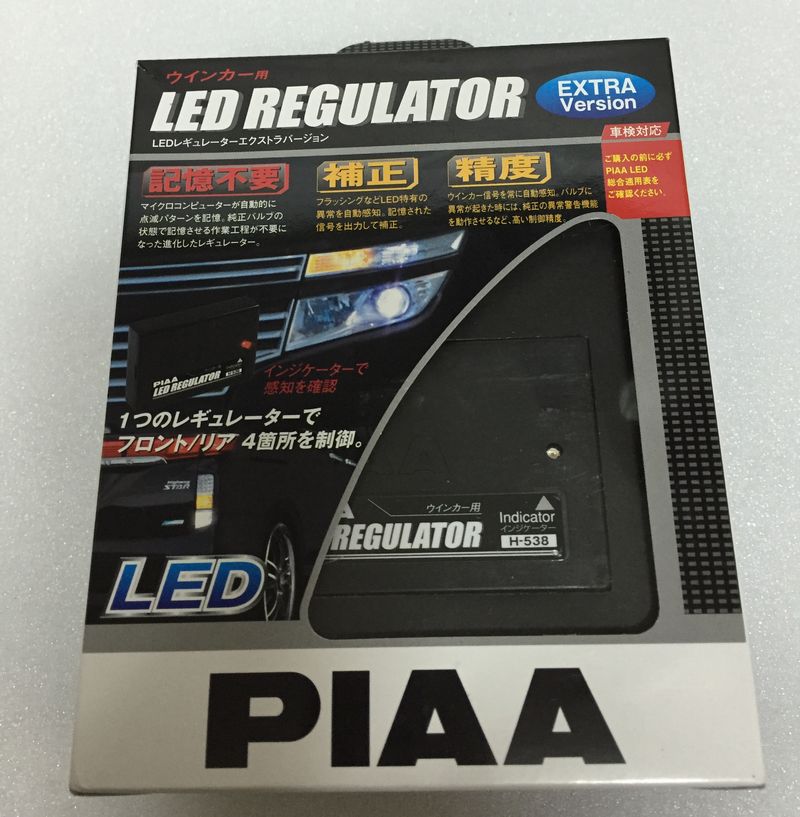 ウインカー用
LED REGULATOR
EXTRA
Version
LEDレギュレーターエクストラバージョン
車検対応
ご購入の前に必ず
PIAA LED
総合適用表を
ご確認ください。
記憶不要
マイクロコンピューターが自動的に
点滅パターンを記憶。純正バルブの
状態で記憶させる作業工程が不要に
なった進化したレギュレーター。
補正
フラッシングなどLED特有の
異常を自動感知。記憶された
信号を出力して補正。
精度
ウインカー信号を常に自動感知。バルブに
異常が起きた時には、純正の異常警告機能
を動作させるなど、高い制御精度。
PIAA
LED REGULATOR
インジケーターで
感知を確認
1つのレギュレーターで
フロント/リア 4箇所を制御。
STAR
ウインカー用
REGULATOR
Indicator
インジケーター
H-538
LED
PIAA